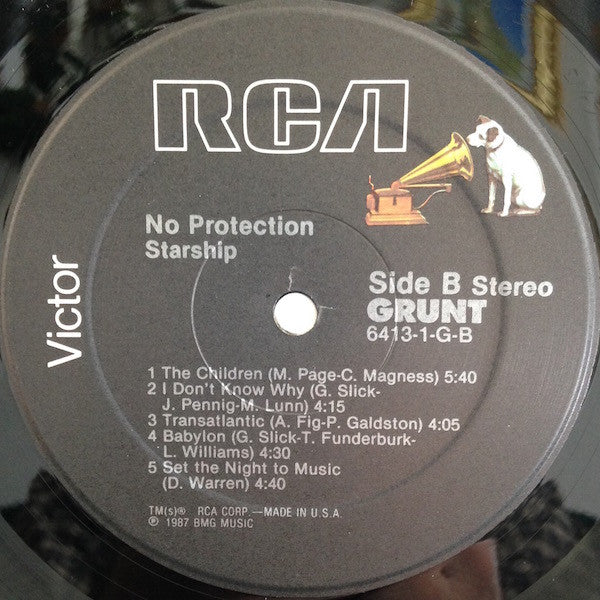 RCA
Victor
No Protection
Starship
Side B Stereo
GRUNT
6413-1-G-B
1 The Children (M. Page-C. Magness) 5:40
2 I Don't Know Why (G. Slick-
J. Pennig-M. Lunn) 4:15
3 Transatlantic (A. Fig-P. Galdston) 4:05
4 Babylon (G. Slick-T. Funderburk-
L. Williams) 4:30
5 Set the Night to Music
(D. Warren) 4:40
TM(s)® RCA CORP.—MADE IN U.S.A.
℗ 1987 BMG MUSIC